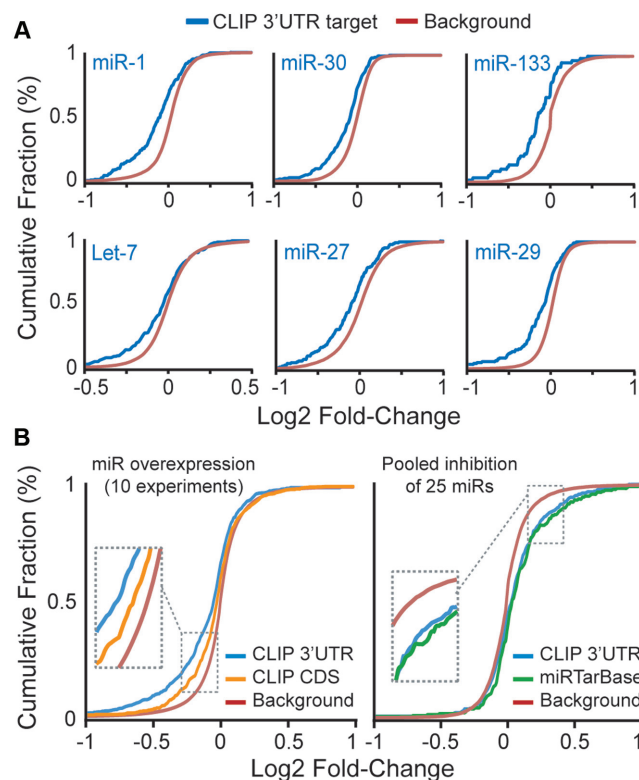 A
CLIP 3'UTR target
Background
Cumulative Fraction (%)
miR-1
1
0.5
0
-1
0
1
miR-30
-1
0
1
miR-133
-1
0
1
Let-7
1
0.5
0
-0.5
0
0.5
miR-27
-1
0
1
miR-29
-1
0
1
Log2 Fold-Change
B
Cumulative Fraction (%)
miR overexpression
(10 experiments)
1
0.5
0
CLIP 3'UTR
CLIP CDS
Background
-1
-0.5
0
0.5
1
Pooled inhibition
of 25 miRs
CLIP 3'UTR
miRTarBase
Background
-1
-0.5
0
0.5
1
Log2 Fold-Change